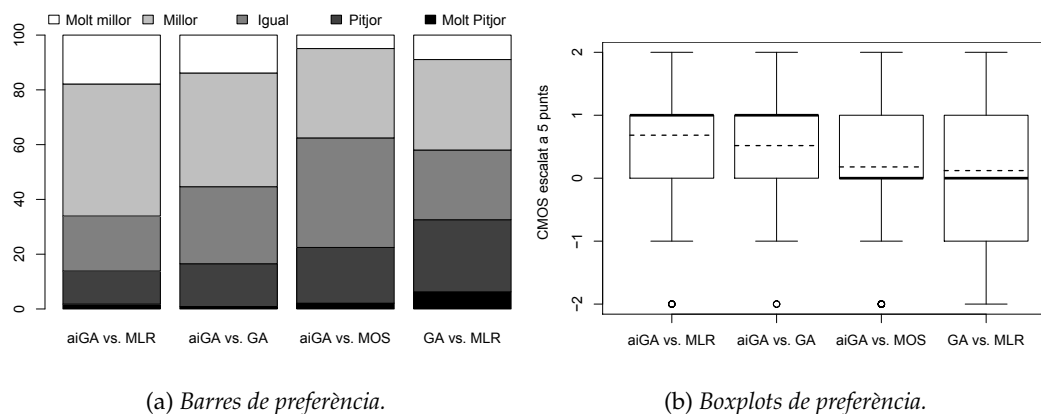 Molt millor Millor Igual Pitjor Molt Pitjor
100
80
60
40
20
0
aiGA vs. MLR aiGA vs. GA aiGA vs. MOS GA vs. MLR
(a) Barres de preferència.
CMOS escalat a 5 punts
2
1
0
−1
−2
aiGA vs. MLR aiGA vs. GA aiGA vs. MOS GA vs. MLR
(b) Boxplots de preferència.